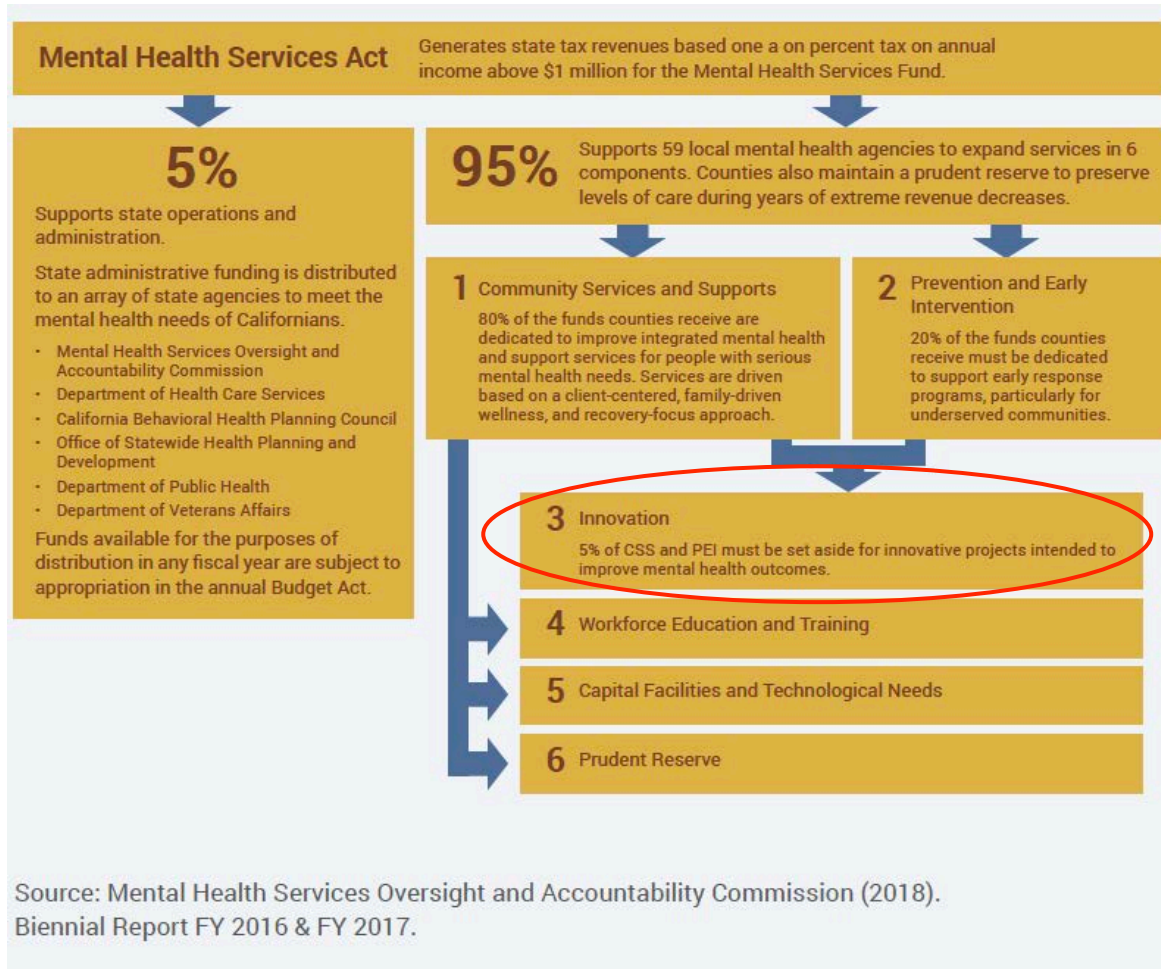 Mental Health Services Act
Generates state tax revenues based one a on percent tax on annual
income above $1 million for the Mental Health Services Fund.
5%
Supports state operations and
administration.
State administrative funding is distributed
to an array of state agencies to meet the
mental health needs of Californians.
· Mental Health Services Oversight and
Accountability Commission
· Department of Health Care Services
· California Behavioral Health Planning Council
· Office of Statewide Health Planning and
Development
· Department of Public Health
· Department of Veterans Affairs
Funds available for the purposes of
distribution in any fiscal year are subject to
appropriation in the annual Budget Act.
95%
Supports 59 local mental health agencies to expand services in 6
components. Counties also maintain a prudent reserve to preserve
levels of care during years of extreme revenue decreases.
1 Community Services and Supports
80% of the funds counties receive are
dedicated to improve integrated mental health
and support services for people with serious
mental health needs. Services are driven
based on a client-centered, family-driven
wellness, and recovery-focus approach.
2 Prevention and Early
Intervention
20% of the funds counties
receive must be dedicated
to support early response
programs, particularly for
underserved communities.
3 Innovation
5% of CSS and PEI must be set aside for innovative projects intended to
improve mental health outcomes.
4 Workforce Education and Training
5 Capital Facilities and Technological Needs
6 Prudent Reserve
Source: Mental Health Services Oversight and Accountability Commission (2018).
Biennial Report FY 2016 & FY 2017.